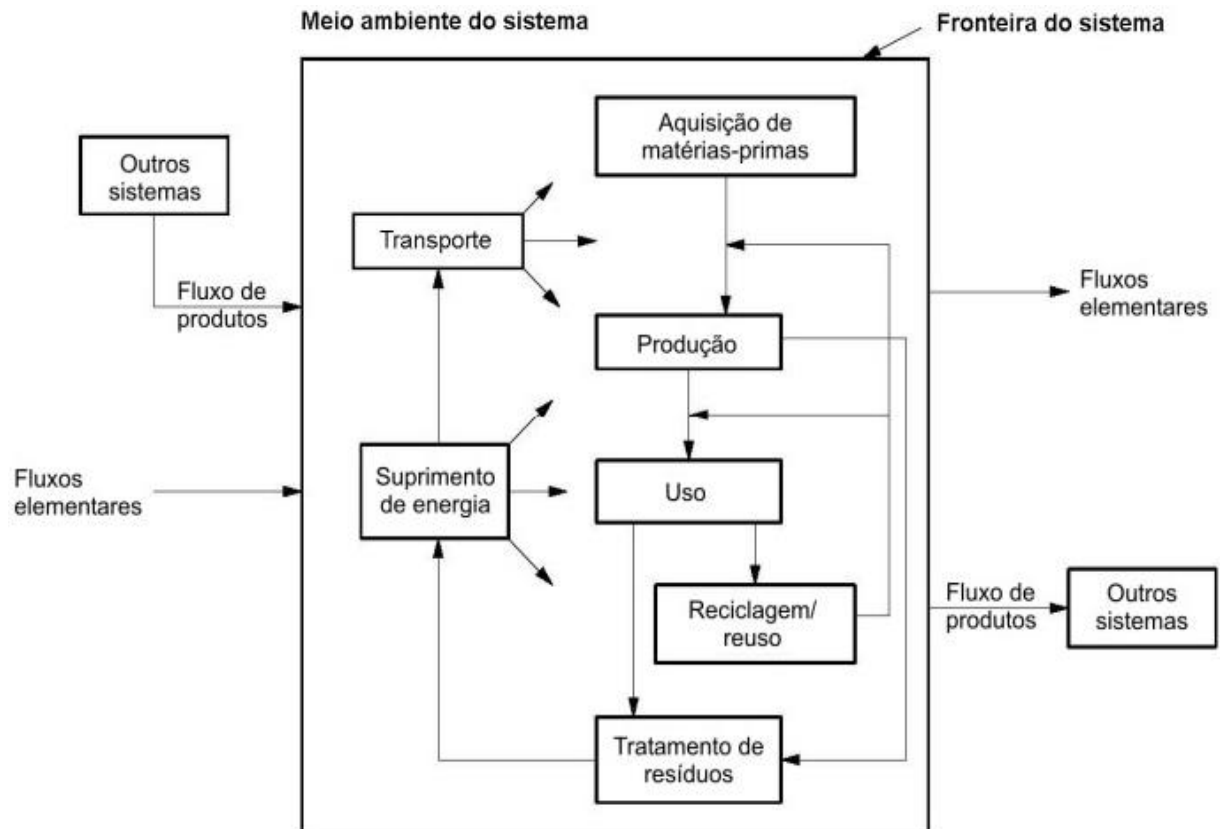 Meio ambiente do sistema
Fronteira do sistema
Aquisição de
matérias-primas
Outros
sistemas
Transporte
Fluxo de
produtos
Fluxos
elementares
Produção
Fluxos
elementares
Suprimento
de energia
Uso
Reciclagem/
reuso
Fluxo de
produtos
Outros
sistemas
Tratamento de
resíduos